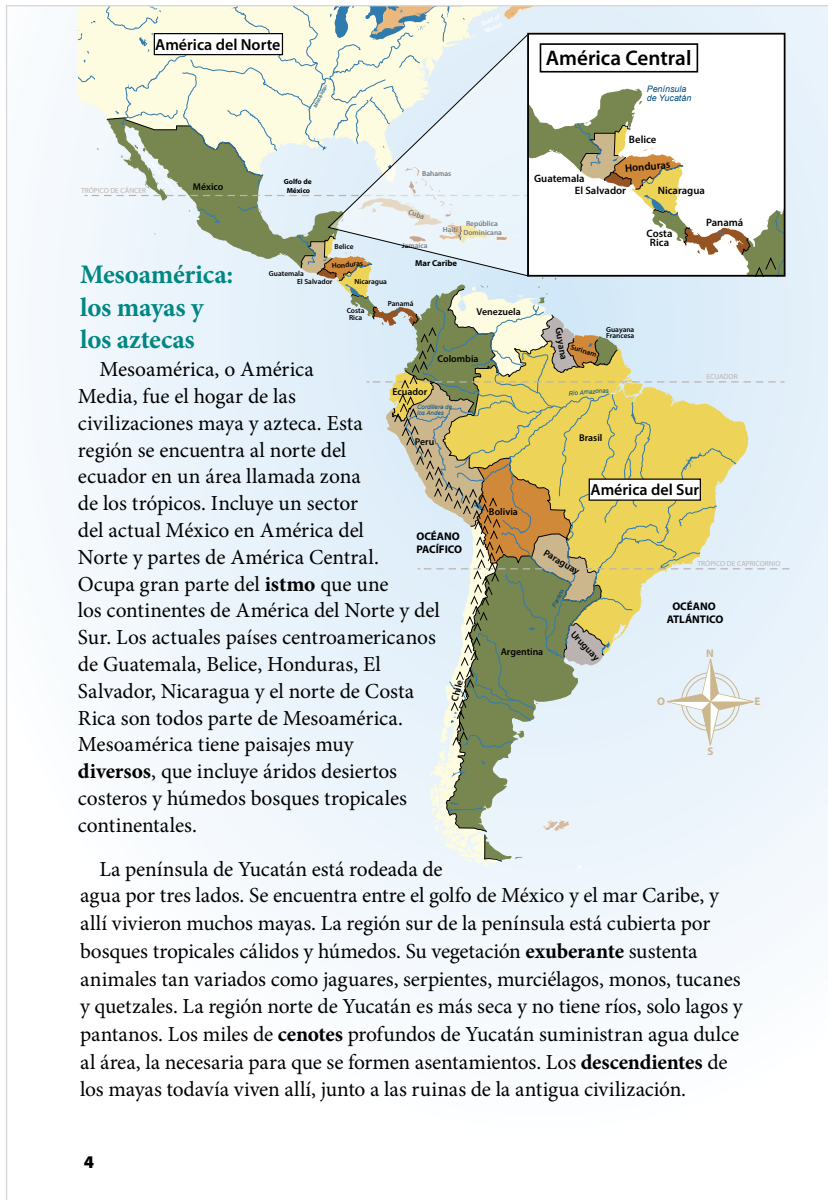 América del Norte
América Central
Península
de Yucatán
Belice
Honduras
Guatemala
El Salvador
Nicaragua
Costa
Rica
Panamá
México
Golfo de
México
TRÓPICO DE CÁNCER
Bahamas
Cuba
Haití
República
Dominicana
Jamaica
Mar Caribe
Belice
Honduras
Guatemala
El Salvador
Nicaragua
Costa
Rica
Panamá
Mesoamérica:
los mayas y
los aztecas
Venezuela
Guyana
Surinam
Guayana
Francesa
Colombia
ECUADOR
Ecuador
Río Amazonas
Cordillera de
los Andes
Peru
Brasil
América del Sur
Bolivia
OCÉANO
PACÍFICO
Paraguay
TRÓPICO DE CAPRICORNIO
OCÉANO
ATLÁNTICO
Argentina
Uruguay
Chile
N
O
E
S
Mesoamérica, o América
Media, fue el hogar de las
civilizaciones maya y azteca. Esta
región se encuentra al norte del
ecuador en un área llamada zona
de los trópicos. Incluye un sector
del actual México en América del
Norte y partes de América Central.
Ocupa gran parte del istmo que une
los continentes de América del Norte y del
Sur. Los actuales países centroamericanos
de Guatemala, Belice, Honduras, El
Salvador, Nicaragua y el norte de Costa
Rica son todos parte de Mesoamérica.
Mesoamérica tiene paisajes muy
diversos, que incluye áridos desiertos
costeros y húmedos bosques tropicales
continentales.
La península de Yucatán está rodeada de
agua por tres lados. Se encuentra entre el golfo de México y el mar Caribe, y
allí vivieron muchos mayas. La región sur de la península está cubierta por
bosques tropicales cálidos y húmedos. Su vegetación exuberante sustenta
animales tan variados como jaguares, serpientes, murciélagos, monos, tucanes
y quetzales. La región norte de Yucatán es más seca y no tiene ríos, solo lagos y
pantanos. Los miles de cenotes profundos de Yucatán suministran agua dulce
al área, la necesaria para que se formen asentamientos. Los descendientes de
los mayas todavía viven allí, junto a las ruinas de la antigua civilización.
4